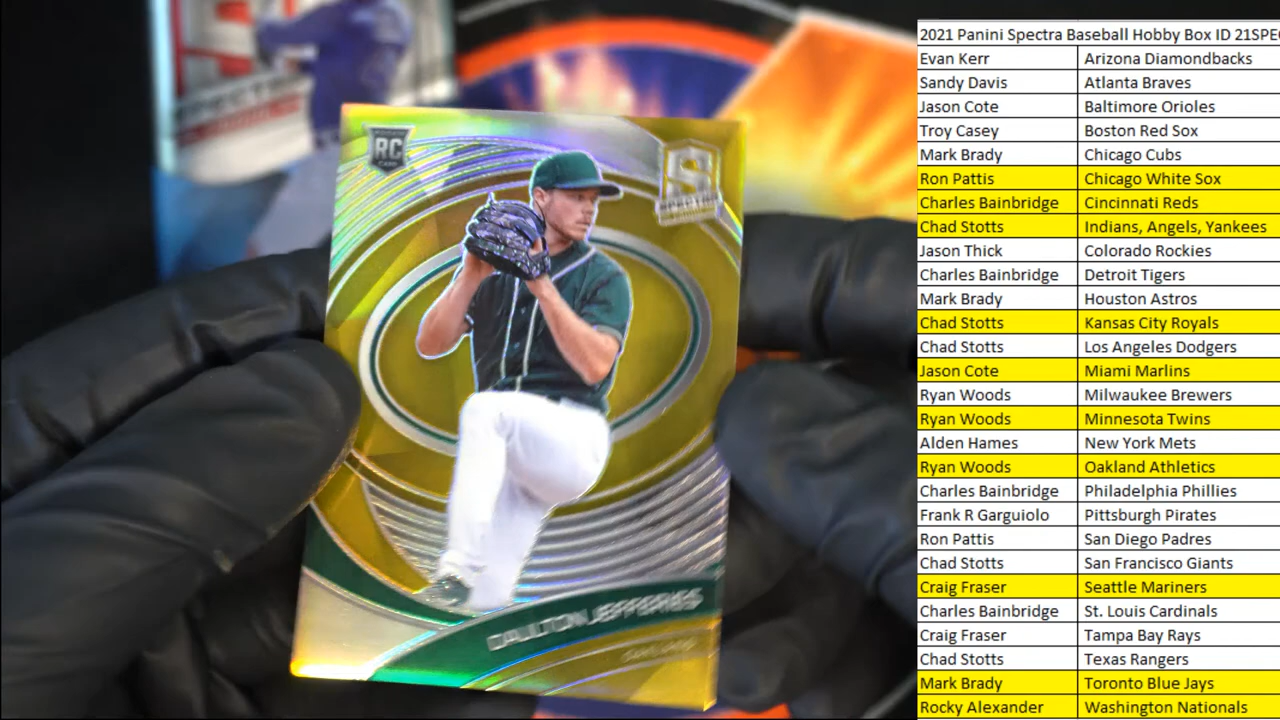 RC
S
DAULTON JEFFERIES
2021 Panini Spectra Baseball Hobby Box ID 21SPE
Evan Kerr Arizona Diamondbacks
Sandy Davis Atlanta Braves
Jason Cote Baltimore Orioles
Troy Casey Boston Red Sox
Mark Brady Chicago Cubs
Ron Pattis Chicago White Sox
Charles Bainbridge Cincinnati Reds
Chad Stotts Indians, Angels, Yankees
Jason Thick Colorado Rockies
Charles Bainbridge Detroit Tigers
Mark Brady Houston Astros
Chad Stotts Kansas City Royals
Chad Stotts Los Angeles Dodgers
Jason Cote Miami Marlins
Ryan Woods Milwaukee Brewers
Ryan Woods Minnesota Twins
Alden Hames New York Mets
Ryan Woods Oakland Athletics
Charles Bainbridge Philadelphia Phillies
Frank R Garguiolo Pittsburgh Pirates
Ron Pattis San Diego Padres
Chad Stotts San Francisco Giants
Craig Fraser Seattle Mariners
Charles Bainbridge St. Louis Cardinals
Craig Fraser Tampa Bay Rays
Chad Stotts Texas Rangers
Mark Brady Toronto Blue Jays
Rocky Alexander Washington Nationals